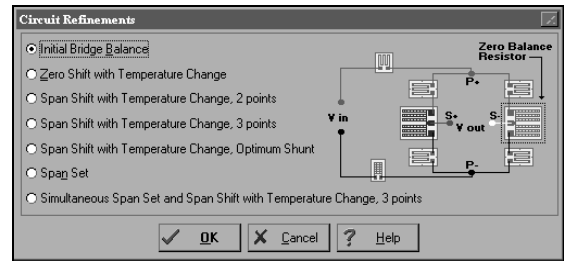 Circuit Refinements
Initial Bridge Balance
Zero Shift with Temperature Change
Span Shift with Temperature Change, 2 points
Span Shift with Temperature Change, 3 points
Span Shift with Temperature Change, Optimum Shunt
Span Set
Simultaneous Span Set and Span Shift with Temperature Change, 3 points
Zero Balance
Resistor
P+
V in
S+
S-
V out
P-
OK
Cancel
? Help